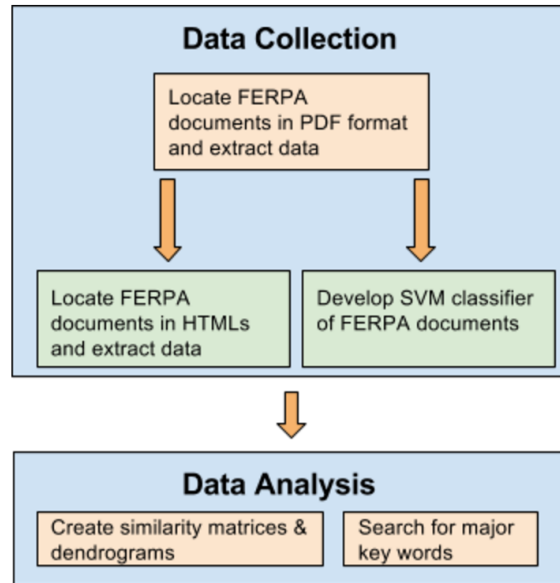 Data Collection
Locate FERPA
documents in PDF format
and extract data
Locate FERPA
documents in HTMLs
and extract data
Develop SVM classifier
of FERPA documents
Data Analysis
Create similarity matrices &
dendrograms
Search for major
key words